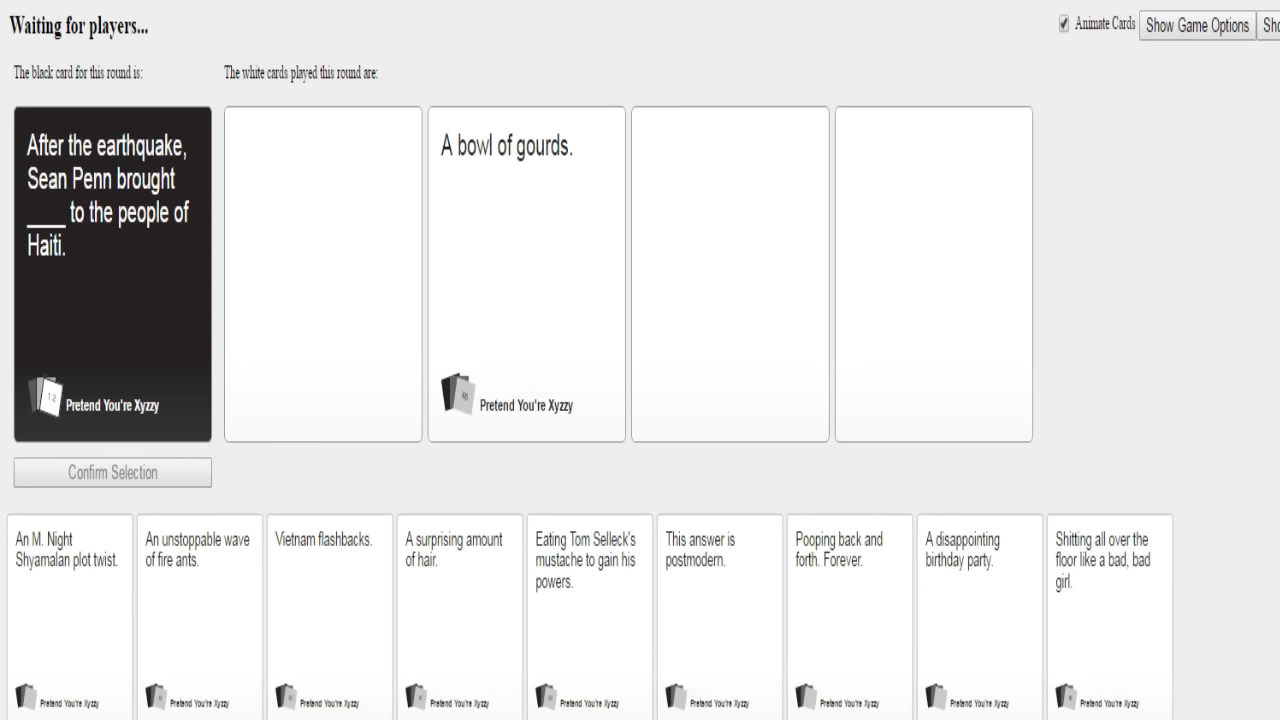 Waiting for players...
Animate Cards
Show Game Options
Sho
The black card for this round is:
The white cards played this round are:
After the earthquake,
Sean Penn brought
____ to the people of
Haiti.
Pretend You're Xyzzy
A bowl of gourds.
Pretend You're Xyzzy
Confirm Selection
An M. Night
Shyamalan plot twist.
Pretend You're Xyzzy
An unstoppable wave
of fire ants.
Pretend You're Xyzzy
Vietnam flashbacks.
Pretend You're Xyzzy
A surprising amount
of hair.
Pretend You're Xyzzy
Eating Tom Selleck's
mustache to gain his
powers.
Pretend You're Xyzzy
This answer is
postmodern.
Pretend You're Xyzzy
Pooping back and
forth. Forever.
Pretend You're Xyzzy
A disappointing
birthday party.
Pretend You're Xyzzy
Shitting all over the
floor like a bad, bad
girl.
Pretend You're Xyzzy